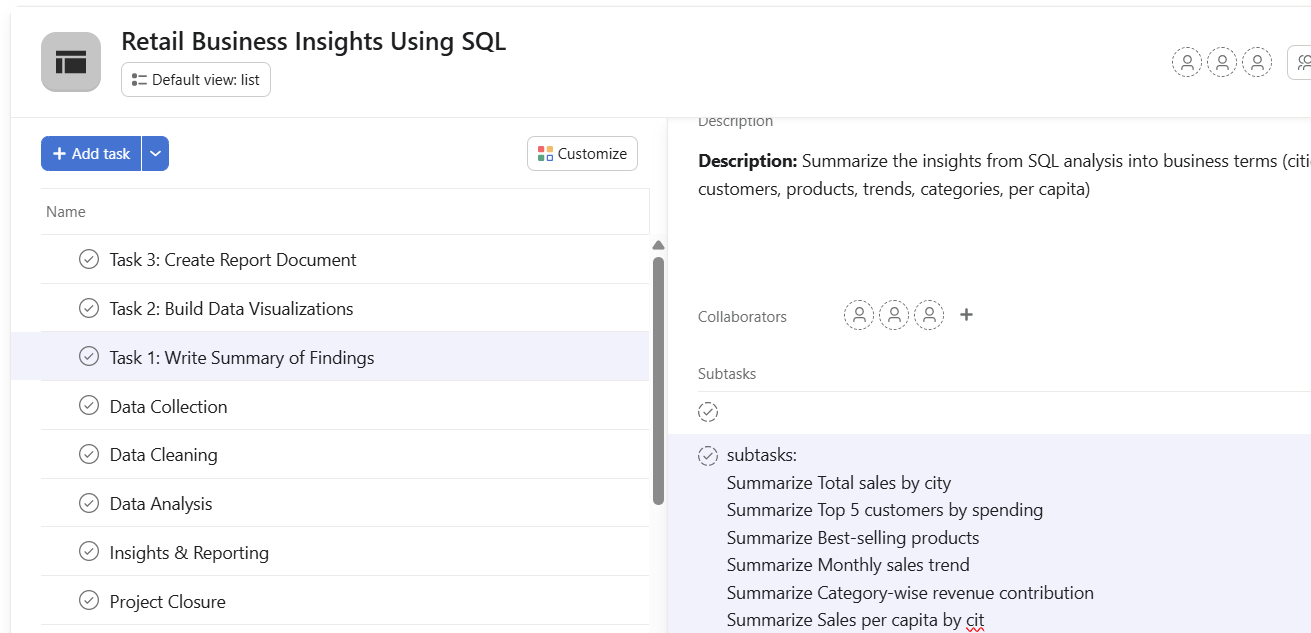 Retail Business Insights Using SQL
Default view: list
Add task
Customize
Name
Task 3: Create Report Document
Task 2: Build Data Visualizations
Task 1: Write Summary of Findings
Data Collection
Data Cleaning
Data Analysis
Insights & Reporting
Project Closure
Description
Description: Summarize the insights from SQL analysis into business terms (citi
customers, products, trends, categories, per capita)
Collaborators
Subtasks
subtasks:
Summarize Total sales by city
Summarize Top 5 customers by spending
Summarize Best-selling products
Summarize Monthly sales trend
Summarize Category-wise revenue contribution
Summarize Sales per capita by cit